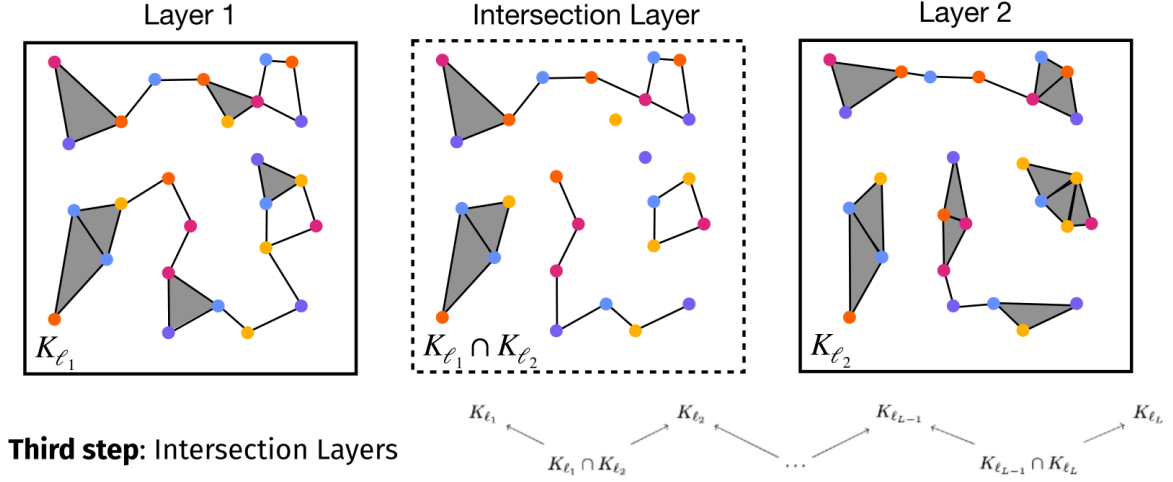 Layer 1
Intersection Layer
Layer 2
K_{ℓ_1}
K_{ℓ_1} ∩ K_{ℓ_2}
K_{ℓ_2}
Third step: Intersection Layers
K_{ℓ_1} K_{ℓ_2} K_{ℓ_{L−1}} K_{ℓ_L}
K_{ℓ_1} ∩ K_{ℓ_2} ... K_{ℓ_{L−1}} ∩ K_{ℓ_L}